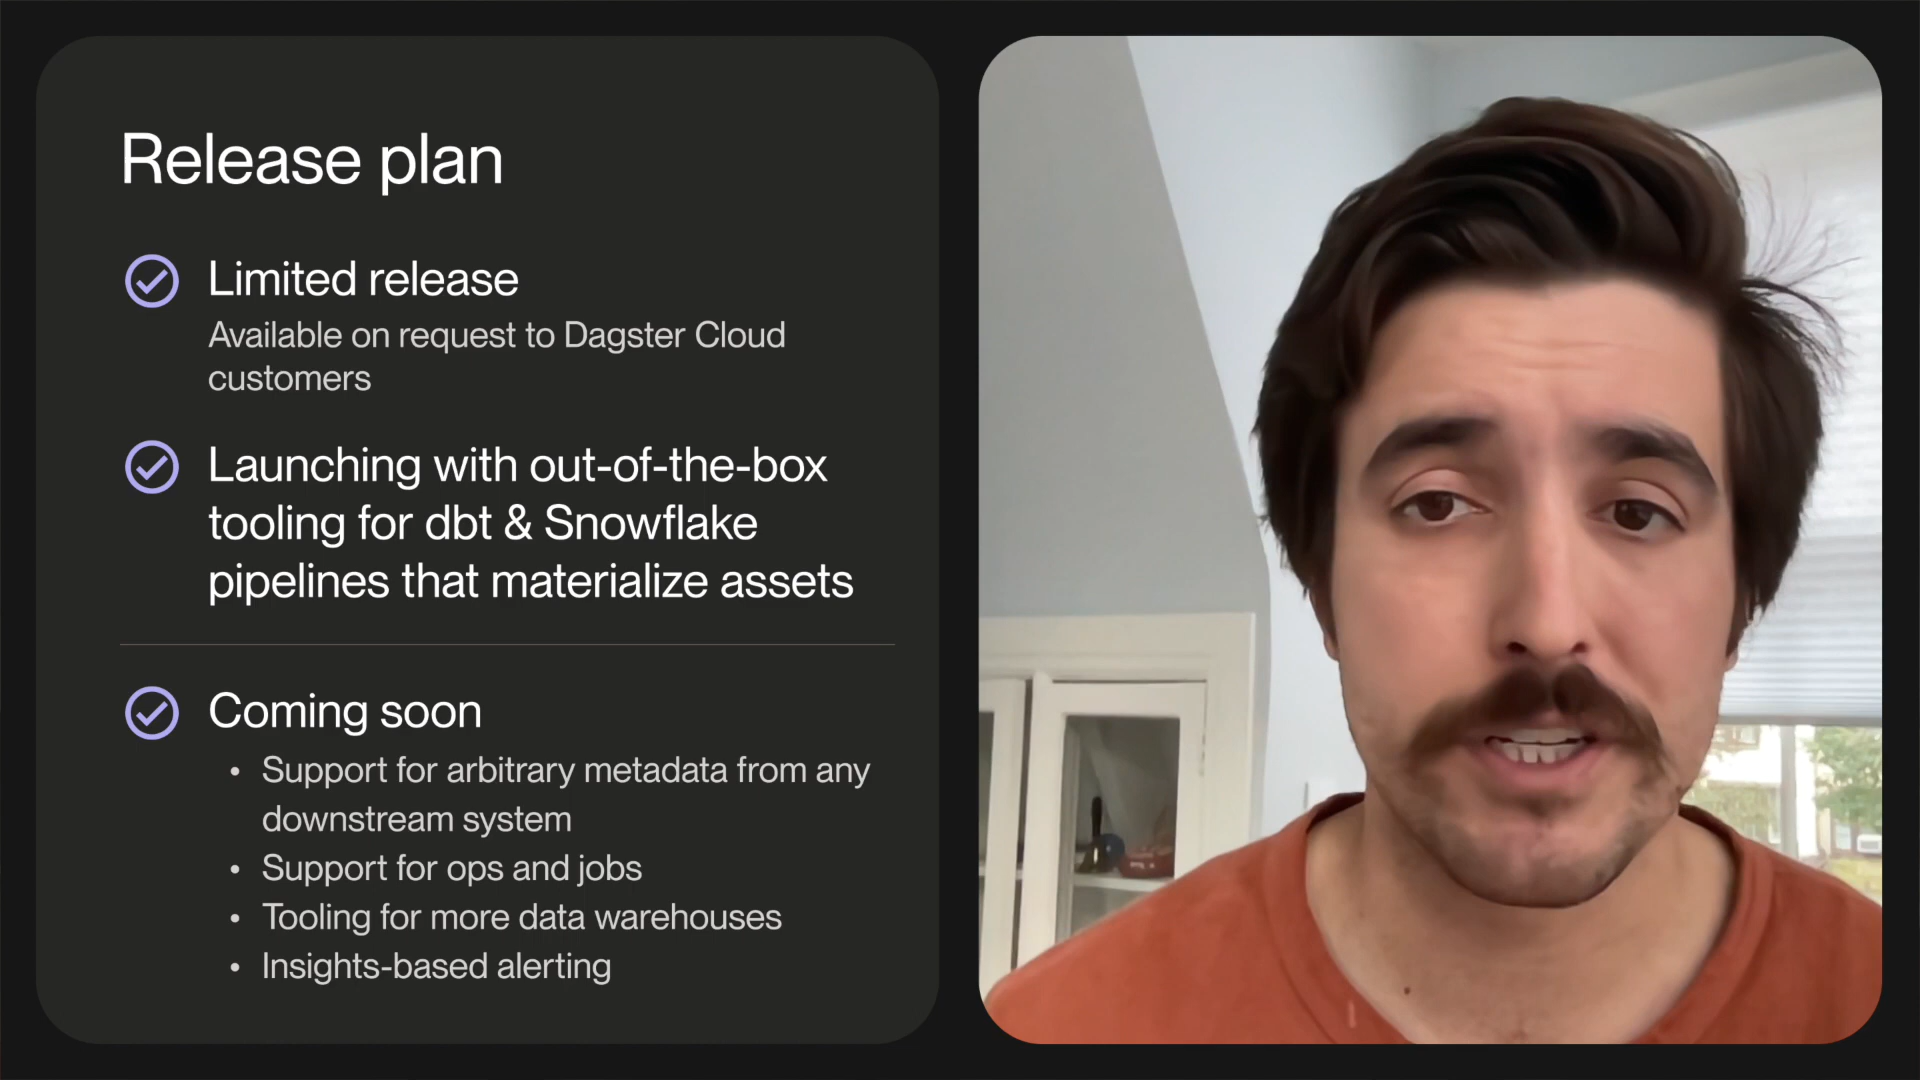 Release plan
Limited release
Available on request to Dagster Cloud
customers
Launching with out-of-the-box
tooling for dbt & Snowflake
pipelines that materialize assets
Coming soon
• Support for arbitrary metadata from any
downstream system
• Support for ops and jobs
• Tooling for more data warehouses
• Insights-based alerting